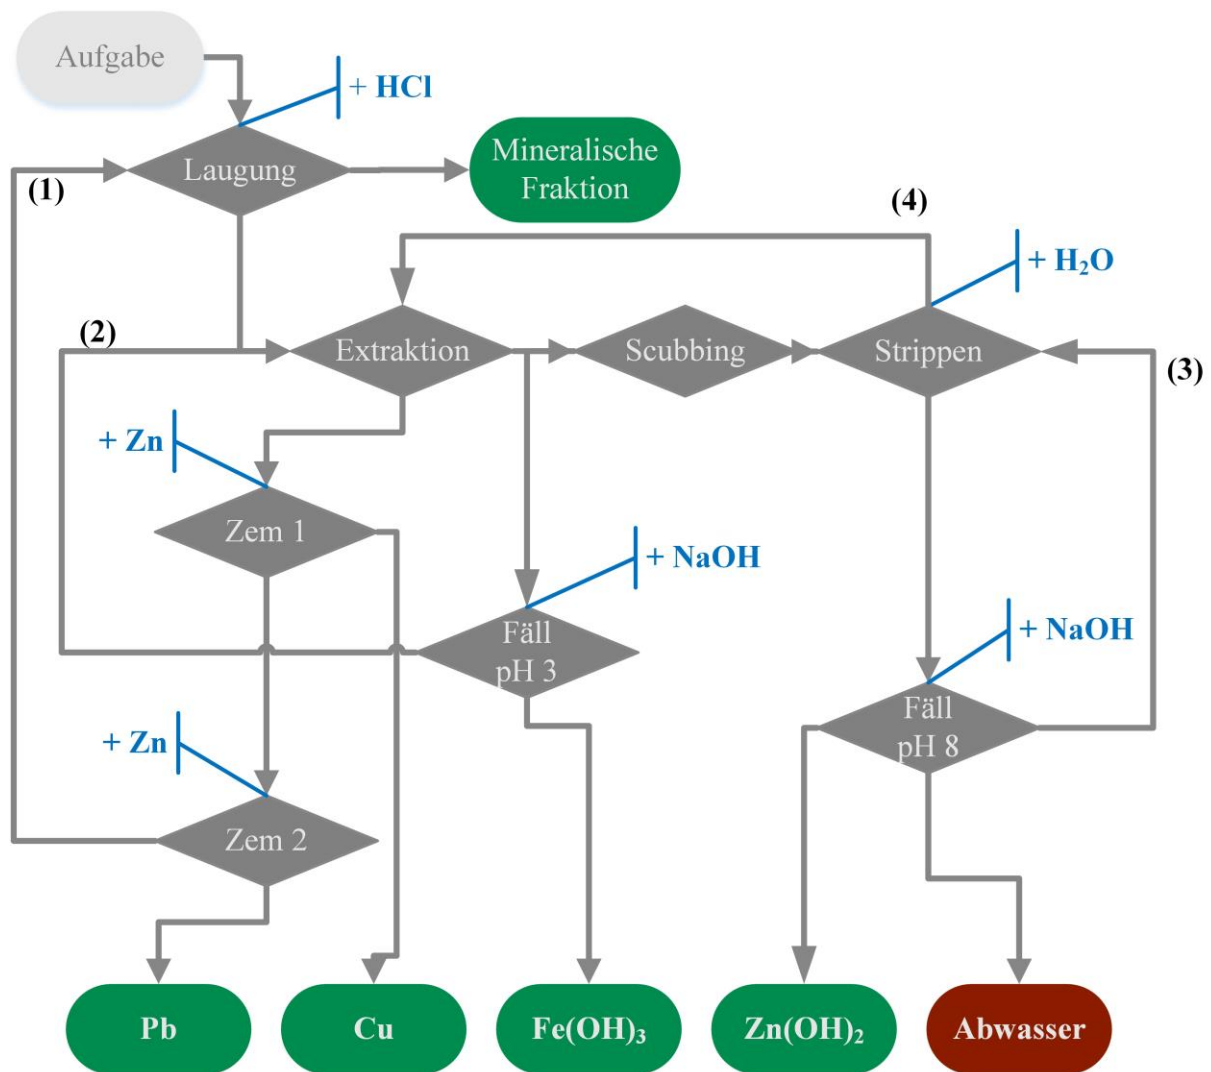 Aufgabe
+ HCl
Laugung
Mineralische
Fraktion
(1)
(4)
+ H₂O
(2)
Extraktion
Scubbing
Strippen
(3)
+ Zn
Zem 1
+ NaOH
Fäll
pH 3
+ NaOH
Fäll
pH 8
+ Zn
Zem 2
Pb
Cu
Fe(OH)₃
Zn(OH)₂
Abwasser